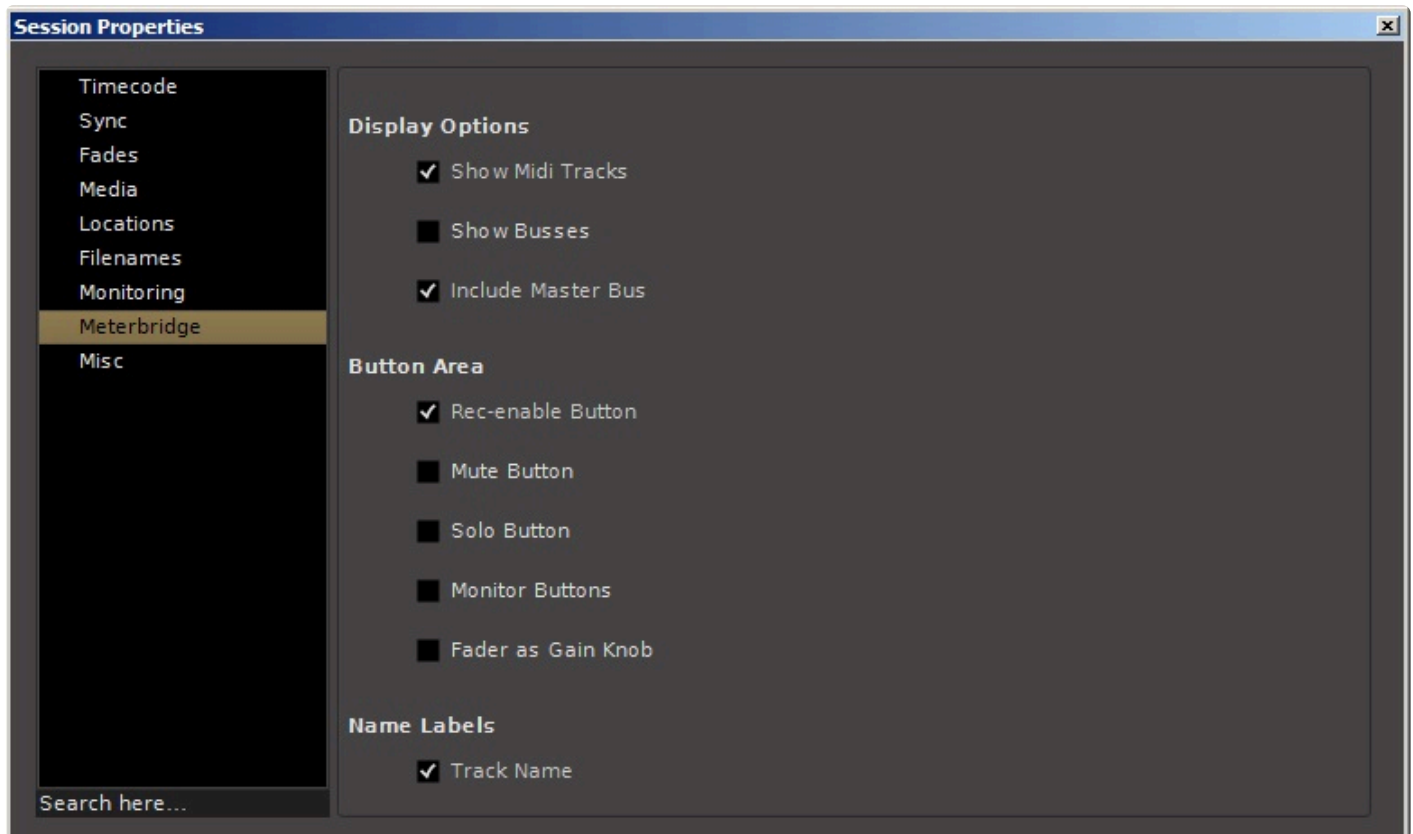 Session Properties
Timecode
Sync
Fades
Media
Locations
Filenames
Monitoring
Meterbridge
Misc
Search here...
Display Options
Show Midi Tracks
Show Busses
Include Master Bus
Button Area
Rec-enable Button
Mute Button
Solo Button
Monitor Buttons
Fader as Gain Knob
Name Labels
Track Name